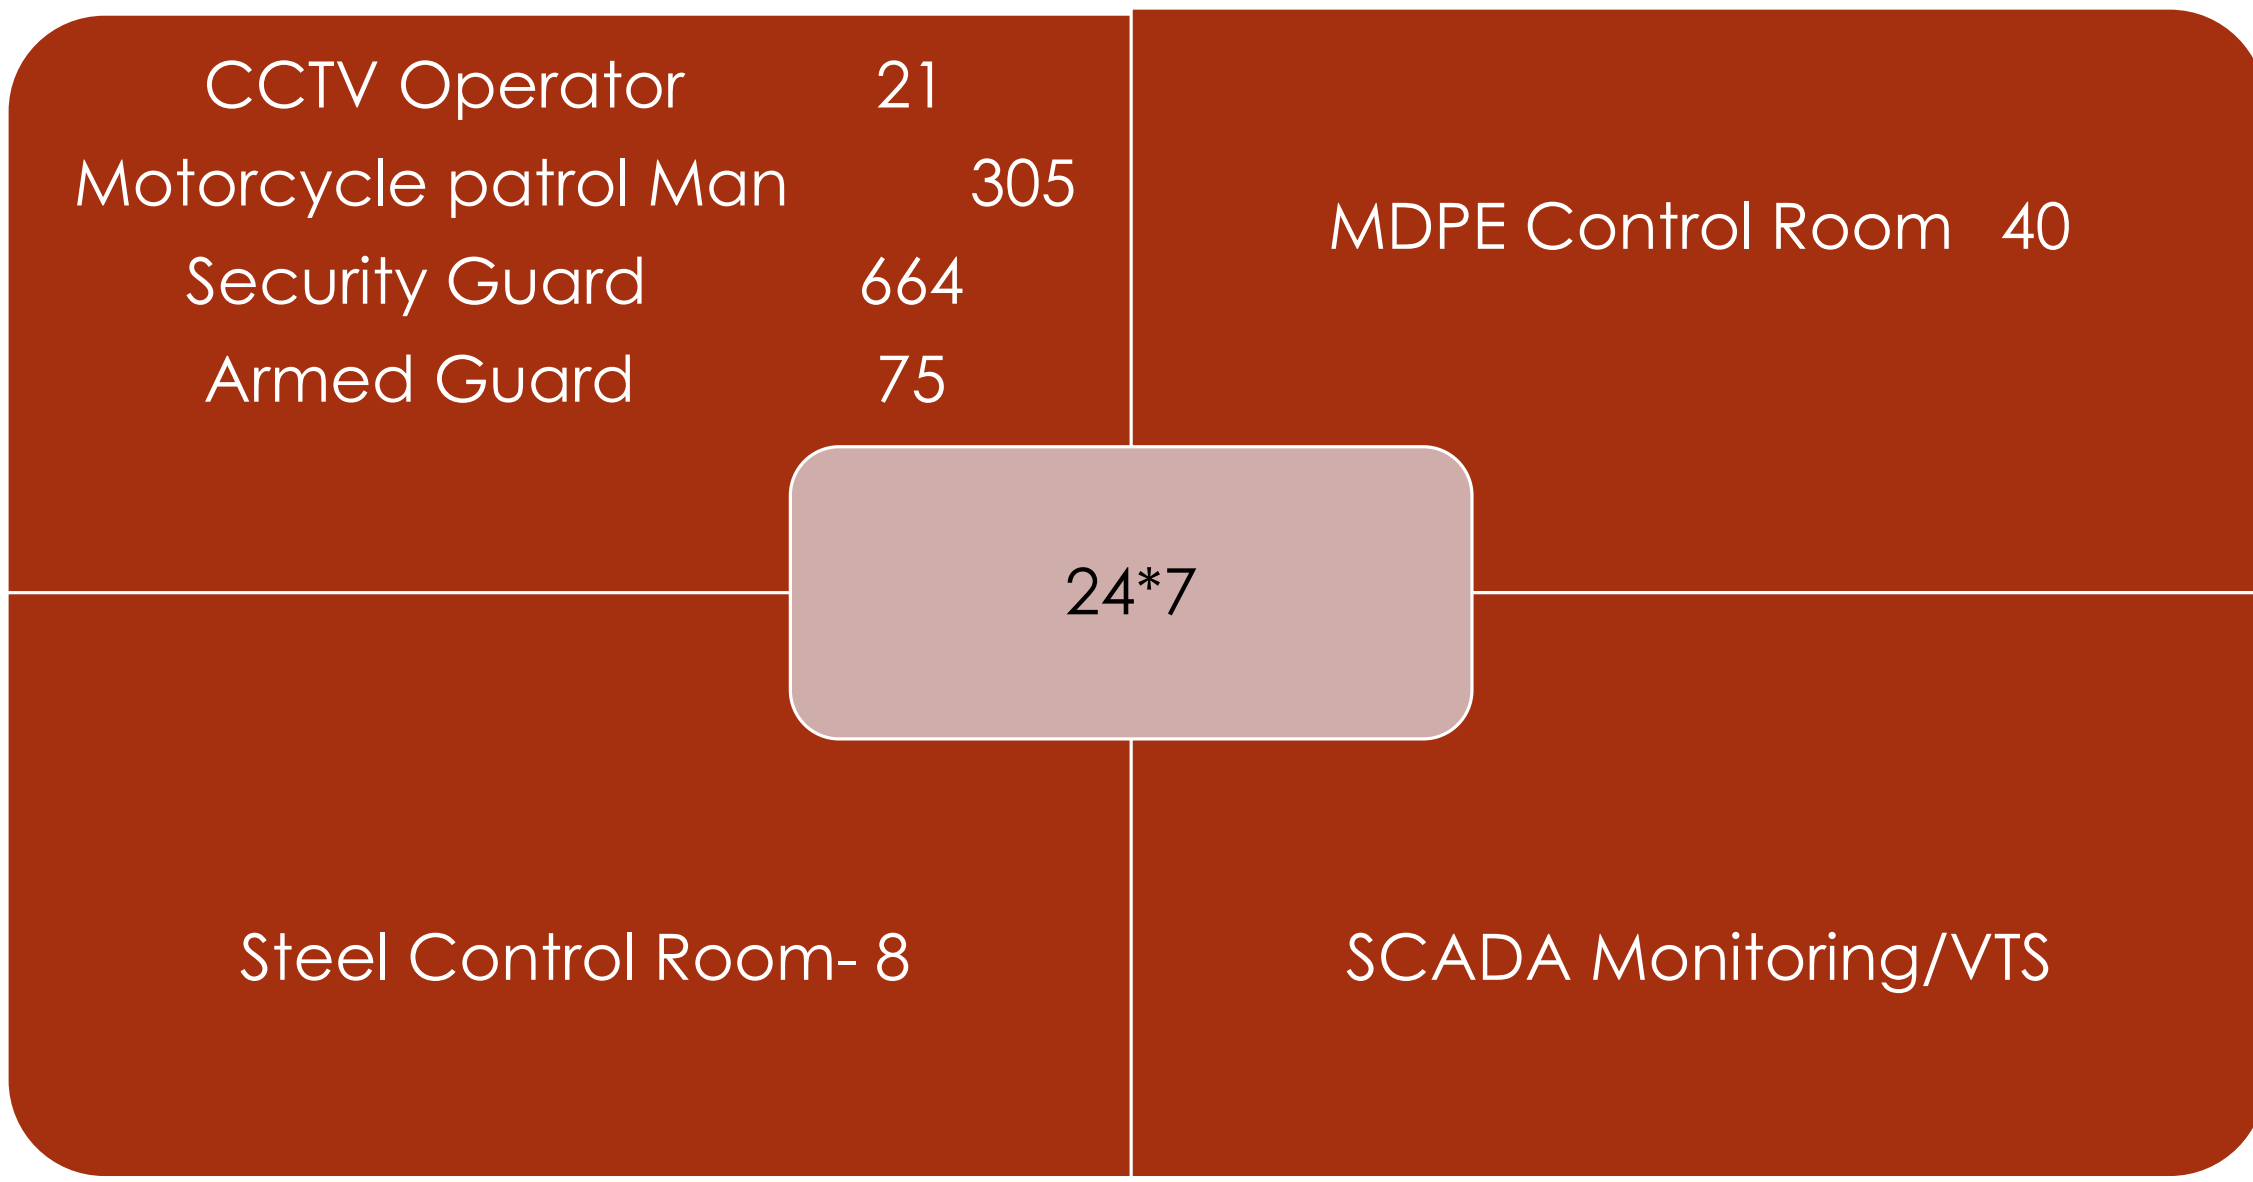 CCTV Operator 21
Motorcycle patrol Man 305
Security Guard 664
Armed Guard 75
MDPE Control Room 40
24*7
Steel Control Room- 8
SCADA Monitoring/VTS